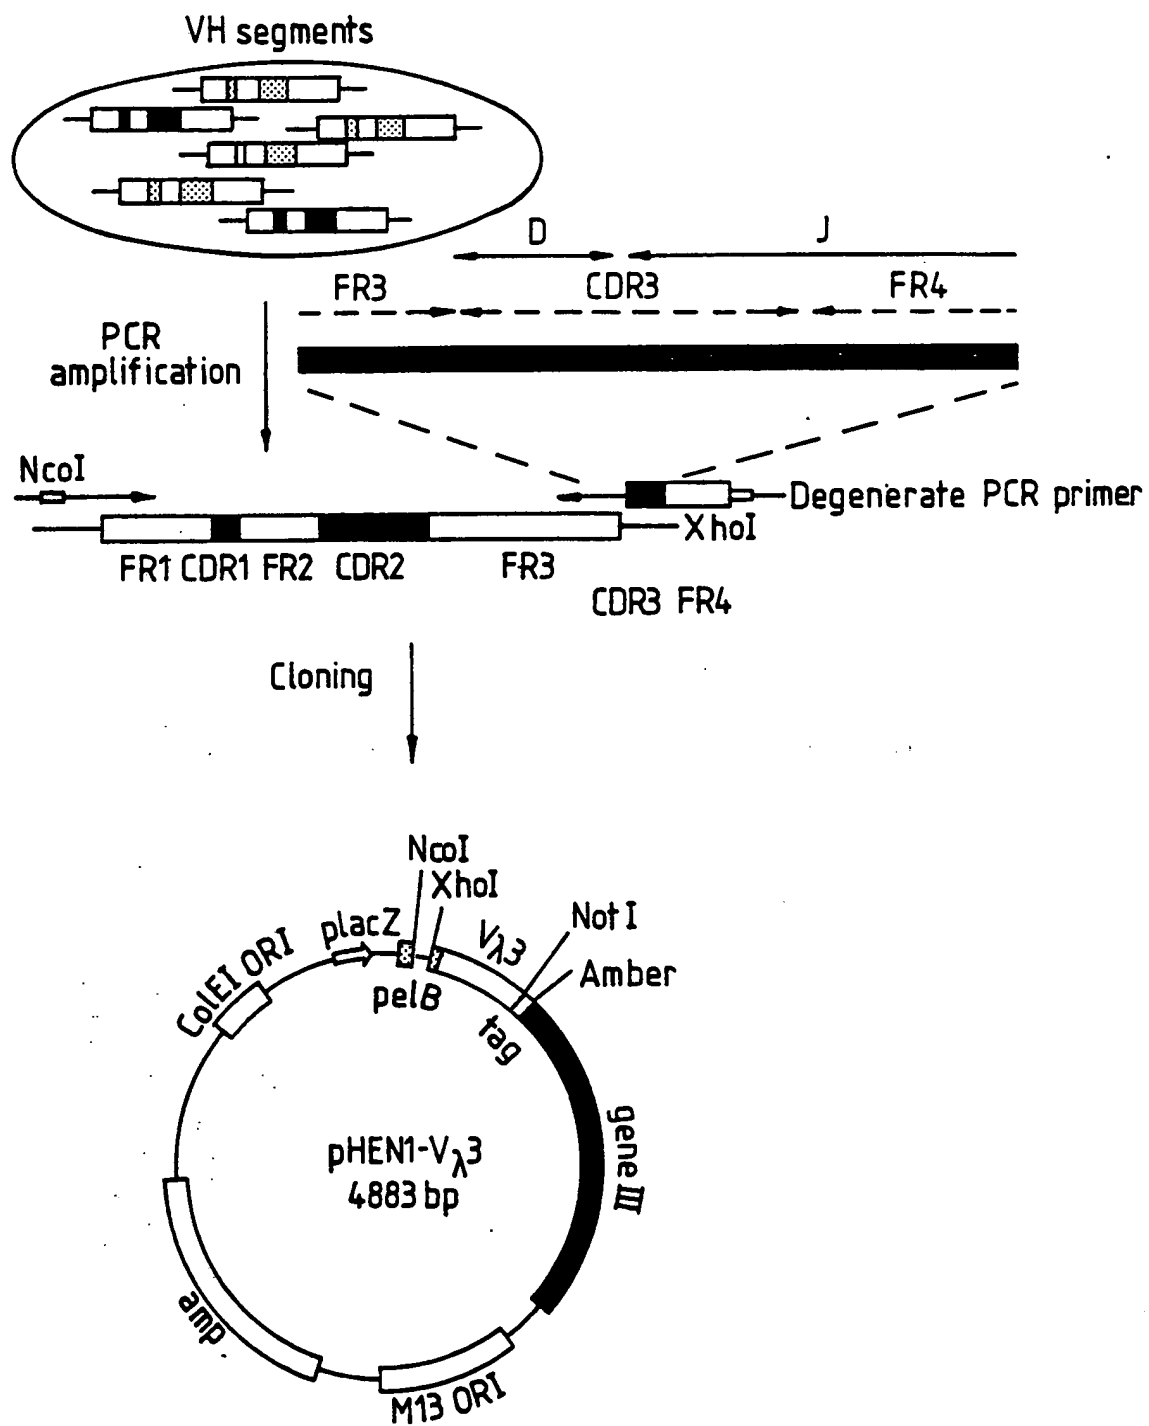 VH segments
D
J
FR3
CDR3
FR4
PCR
amplification
NcoI
Degenerate PCR primer
XhoI
FR1 CDR1 FR2 CDR2 FR3
CDR3 FR4
Cloning
NcoI
XhoI
NotI
Amber
Vλ3
placZ
ColEI ORI
pelB
tag
gene III
pHEN1-Vλ3
4883 bp
amp
M13 ORI